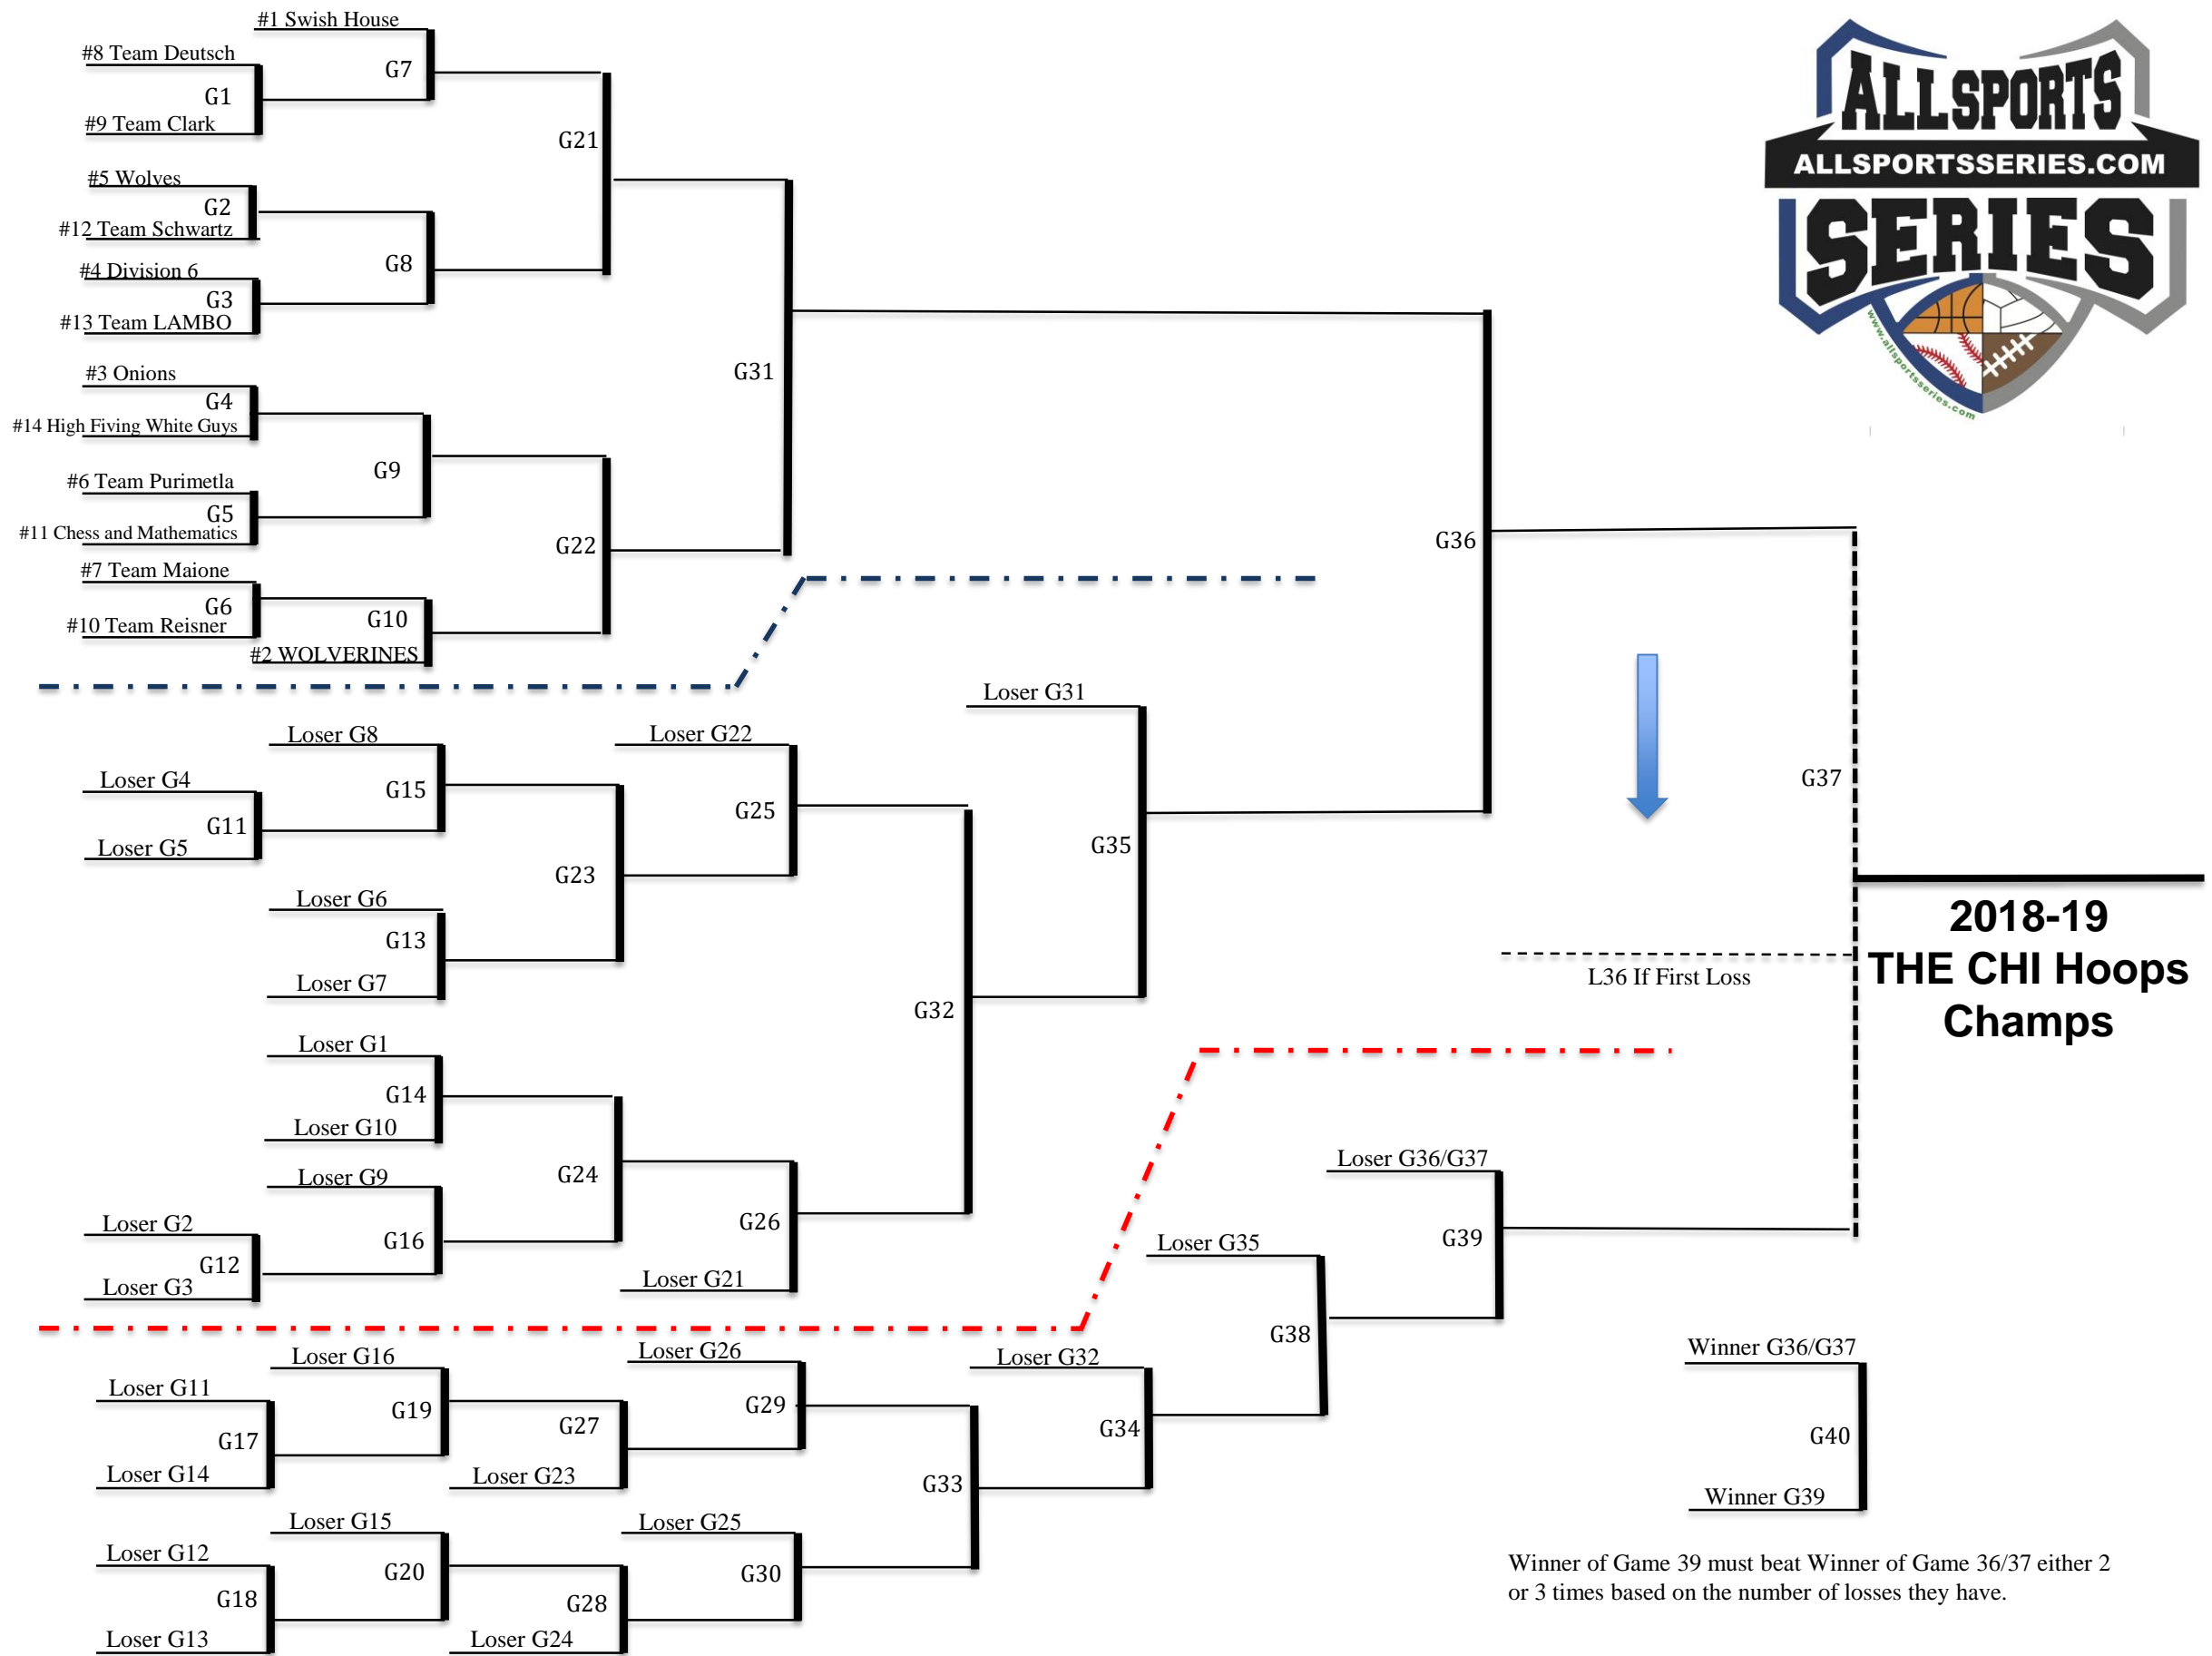 #1 Swish House
#8 Team Deutsch
G7
G1
#9 Team Clark
G21
#5 Wolves
G2
#12 Team Schwartz
G8
#4 Division 6
G3
#13 Team LAMBO
#3 Onions
G4
#14 High Fiving White Guys
G31
G9
#6 Team Purimetla
G5
#11 Chess and Mathematics
G22
#7 Team Maione
G6
#10 Team Reisner
G10
#2 WOLVERINES
G36
ALLSPORTS
ALLSPORTSSERIES.COM
SERIES
www.allsportsseries.com
Loser G31
Loser G8
Loser G22
Loser G4
G15
G11
Loser G5
G25
G23
G35
G37
Loser G6
G13
Loser G7
G32
L36 If First Loss
2018-19
THE CHI Hoops
Champs
Loser G1
G14
Loser G10
Loser G9
G24
Loser G2
G16
G12
Loser G3
G26
Loser G21
Loser G36/G37
G39
Loser G35
G38
Loser G16
Loser G26
Loser G32
Loser G11
G19
G29
G17
G27
G34
Loser G14
Loser G23
G33
Loser G15
Loser G25
Loser G12
G20
G30
G18
G28
Loser G13
Loser G24
Winner G36/G37
G40
Winner G39
Winner of Game 39 must beat Winner of Game 36/37 either 2
or 3 times based on the number of losses they have.